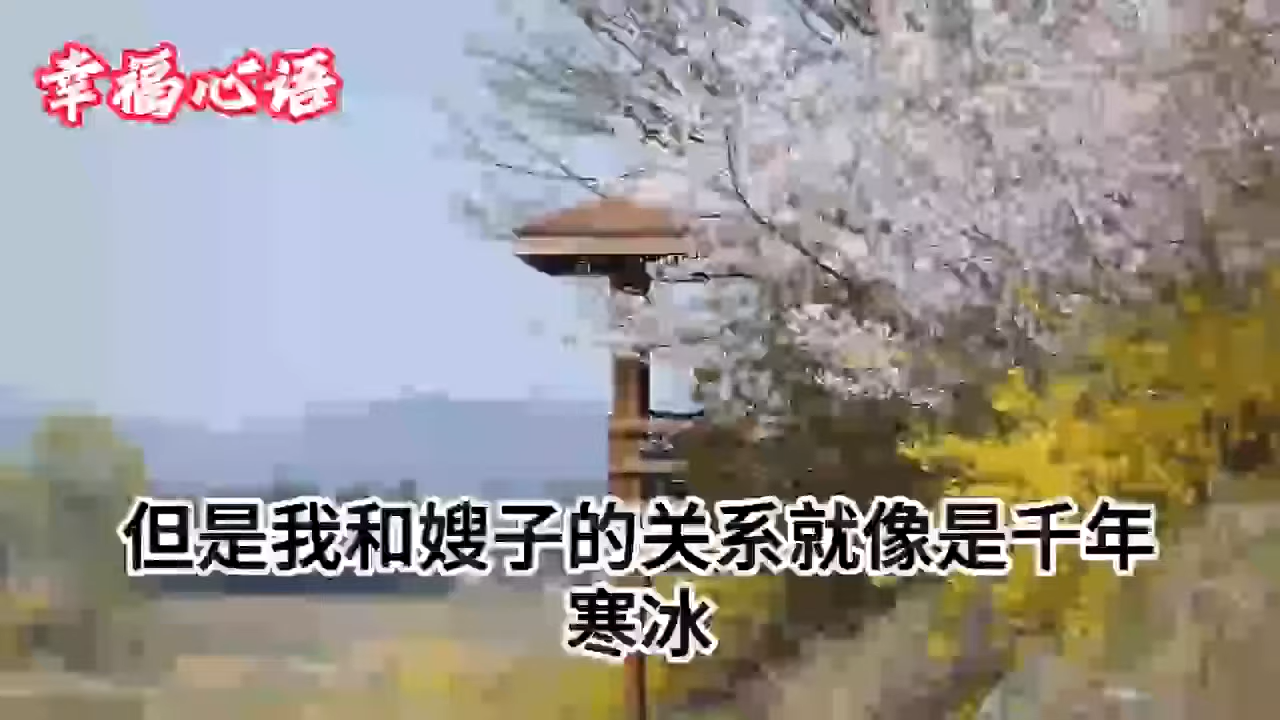 幸福心语
但是我和嫂子的关系就像是千年
寒冰